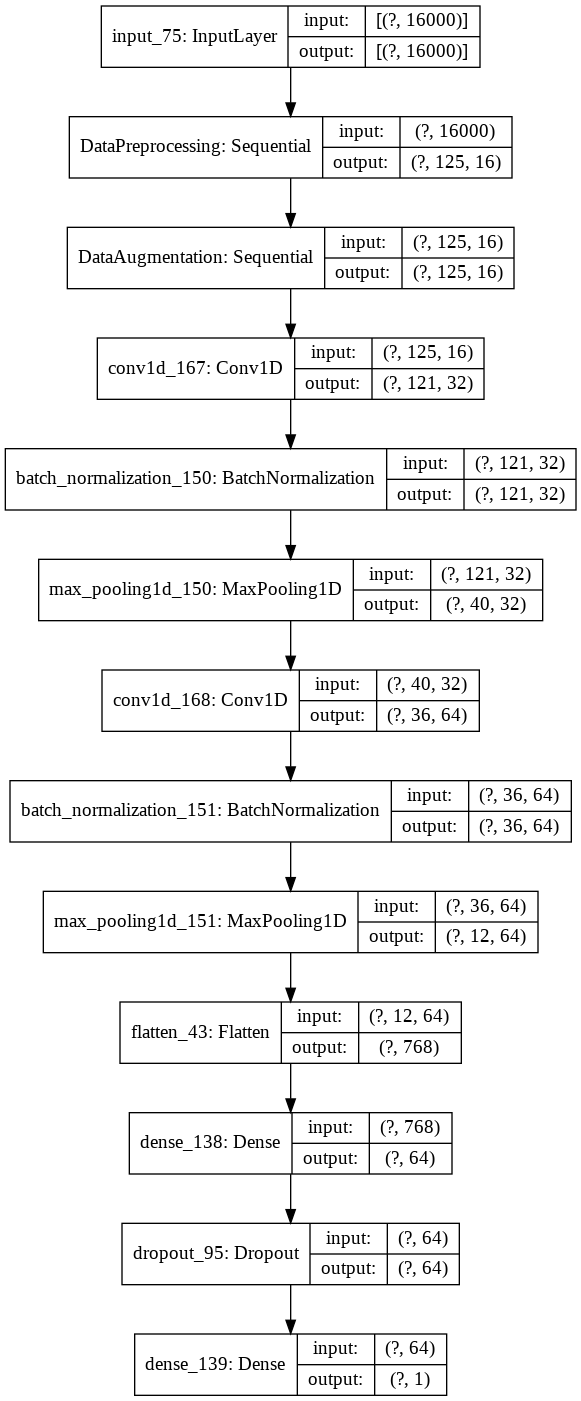 input_75: InputLayer
input: [(?, 16000)]
output: [(?, 16000)]
DataPreprocessing: Sequential
input: (?, 16000)
output: (?, 125, 16)
DataAugmentation: Sequential
input: (?, 125, 16)
output: (?, 125, 16)
conv1d_167: Conv1D
input: (?, 125, 16)
output: (?, 121, 32)
batch_normalization_150: BatchNormalization
input: (?, 121, 32)
output: (?, 121, 32)
max_pooling1d_150: MaxPooling1D
input: (?, 121, 32)
output: (?, 40, 32)
conv1d_168: Conv1D
input: (?, 40, 32)
output: (?, 36, 64)
batch_normalization_151: BatchNormalization
input: (?, 36, 64)
output: (?, 36, 64)
max_pooling1d_151: MaxPooling1D
input: (?, 36, 64)
output: (?, 12, 64)
flatten_43: Flatten
input: (?, 12, 64)
output: (?, 768)
dense_138: Dense
input: (?, 768)
output: (?, 64)
dropout_95: Dropout
input: (?, 64)
output: (?, 64)
dense_139: Dense
input: (?, 64)
output: (?, 1)